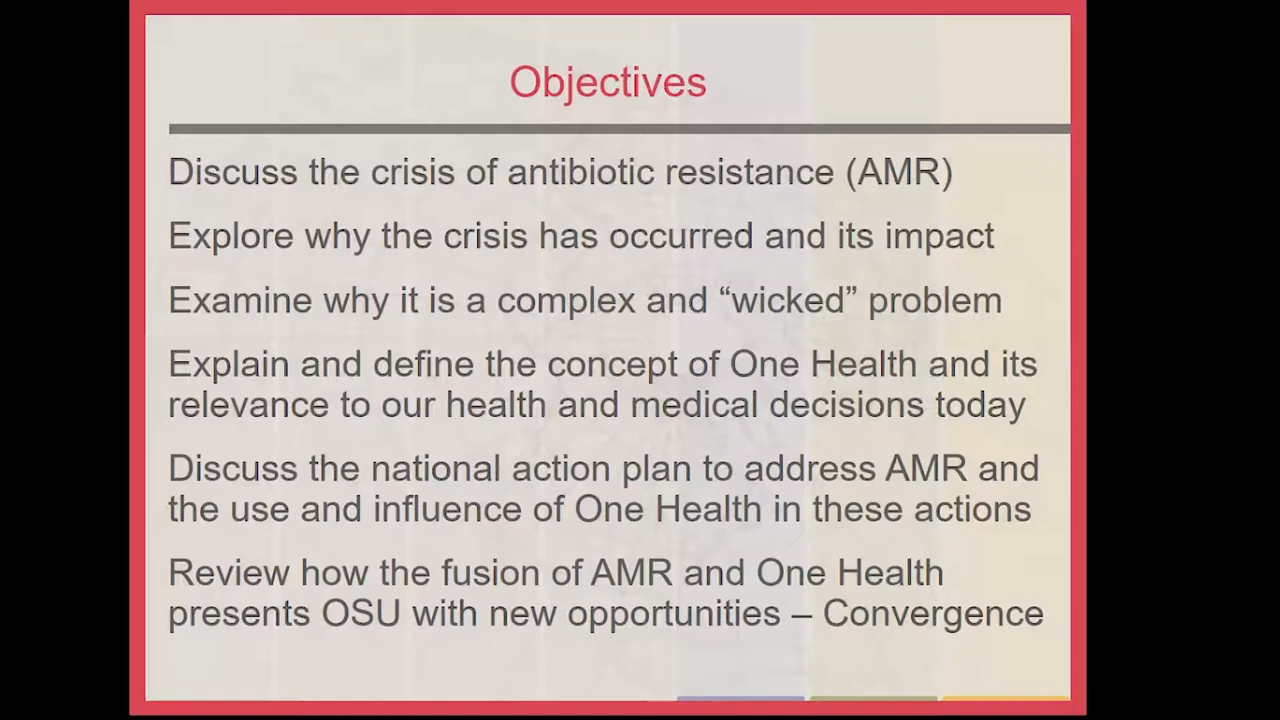 Objectives
Discuss the crisis of antibiotic resistance (AMR)
Explore why the crisis has occurred and its impact
Examine why it is a complex and “wicked” problem
Explain and define the concept of One Health and its
relevance to our health and medical decisions today
Discuss the national action plan to address AMR and
the use and influence of One Health in these actions
Review how the fusion of AMR and One Health
presents OSU with new opportunities – Convergence